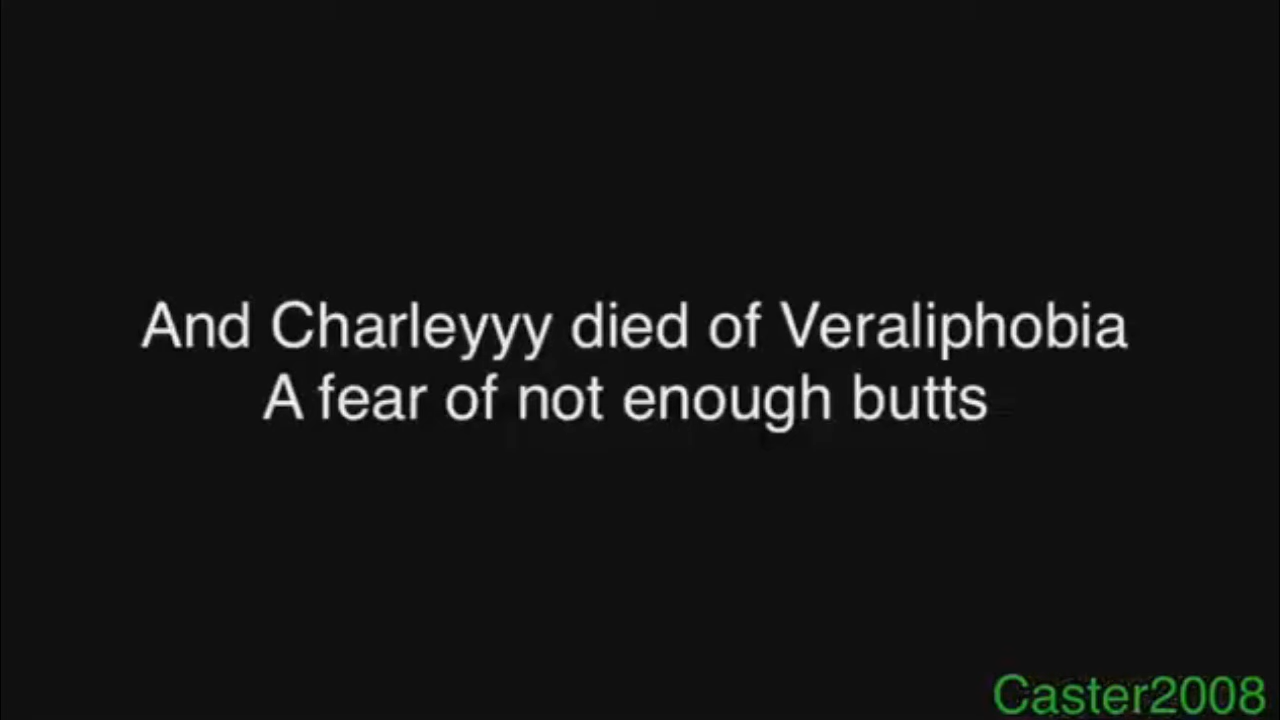 And Charleyyy died of Veraliphobia
A fear of not enough butts
Caster2008